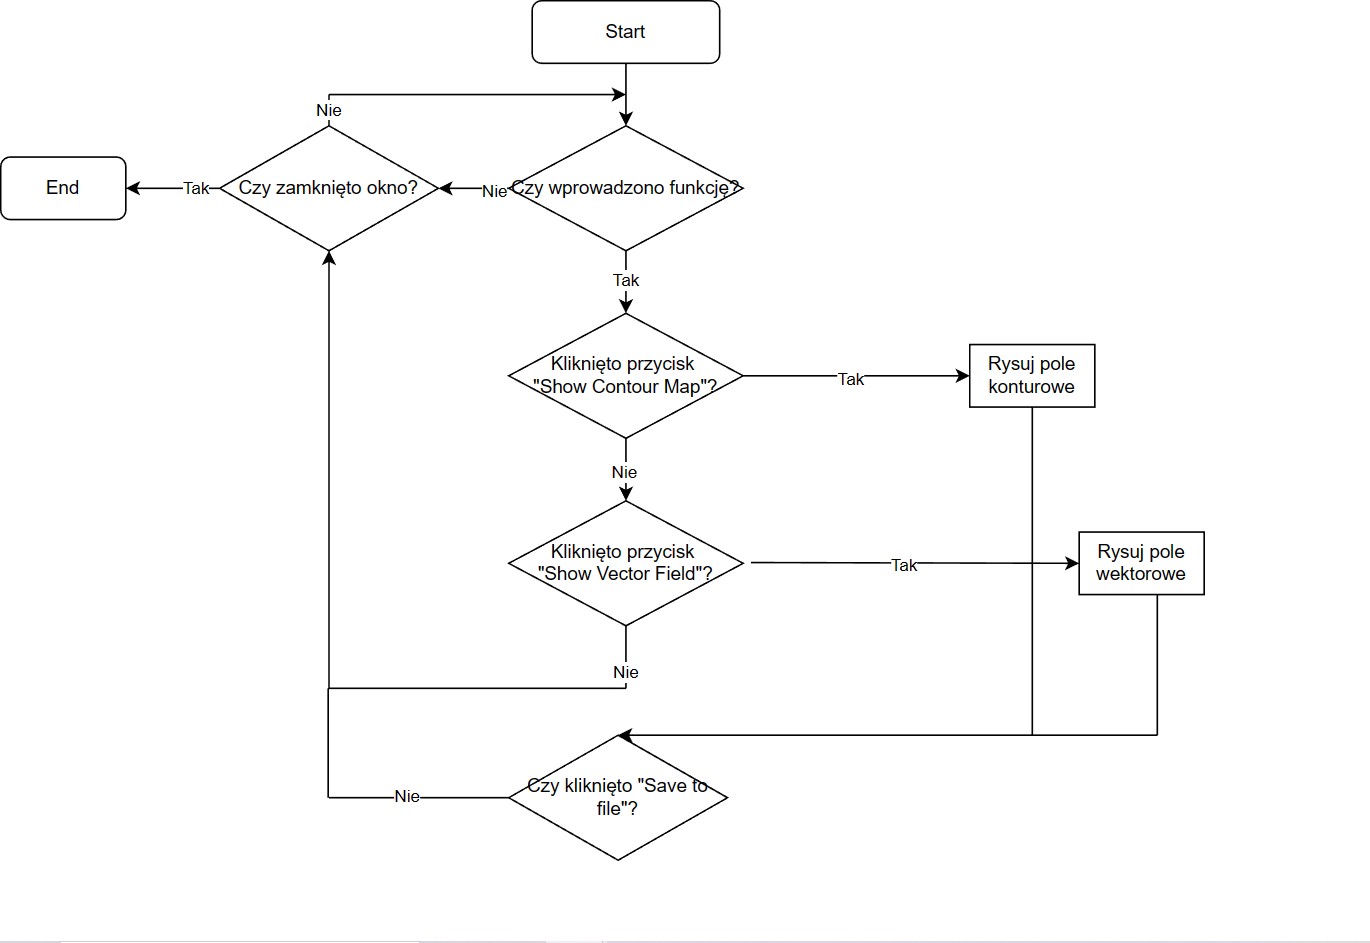 Start
Nie
End
Tak
Czy zamknięto okno?
Nie
Czy wprowadzono funkcję?
Tak
Kliknięto przycisk
"Show Contour Map"?
Tak
Rysuj pole
konturowe
Nie
Kliknięto przycisk
"Show Vector Field"?
Tak
Rysuj pole
wektorowe
Nie
Czy kliknięto "Save to
file"?
Nie